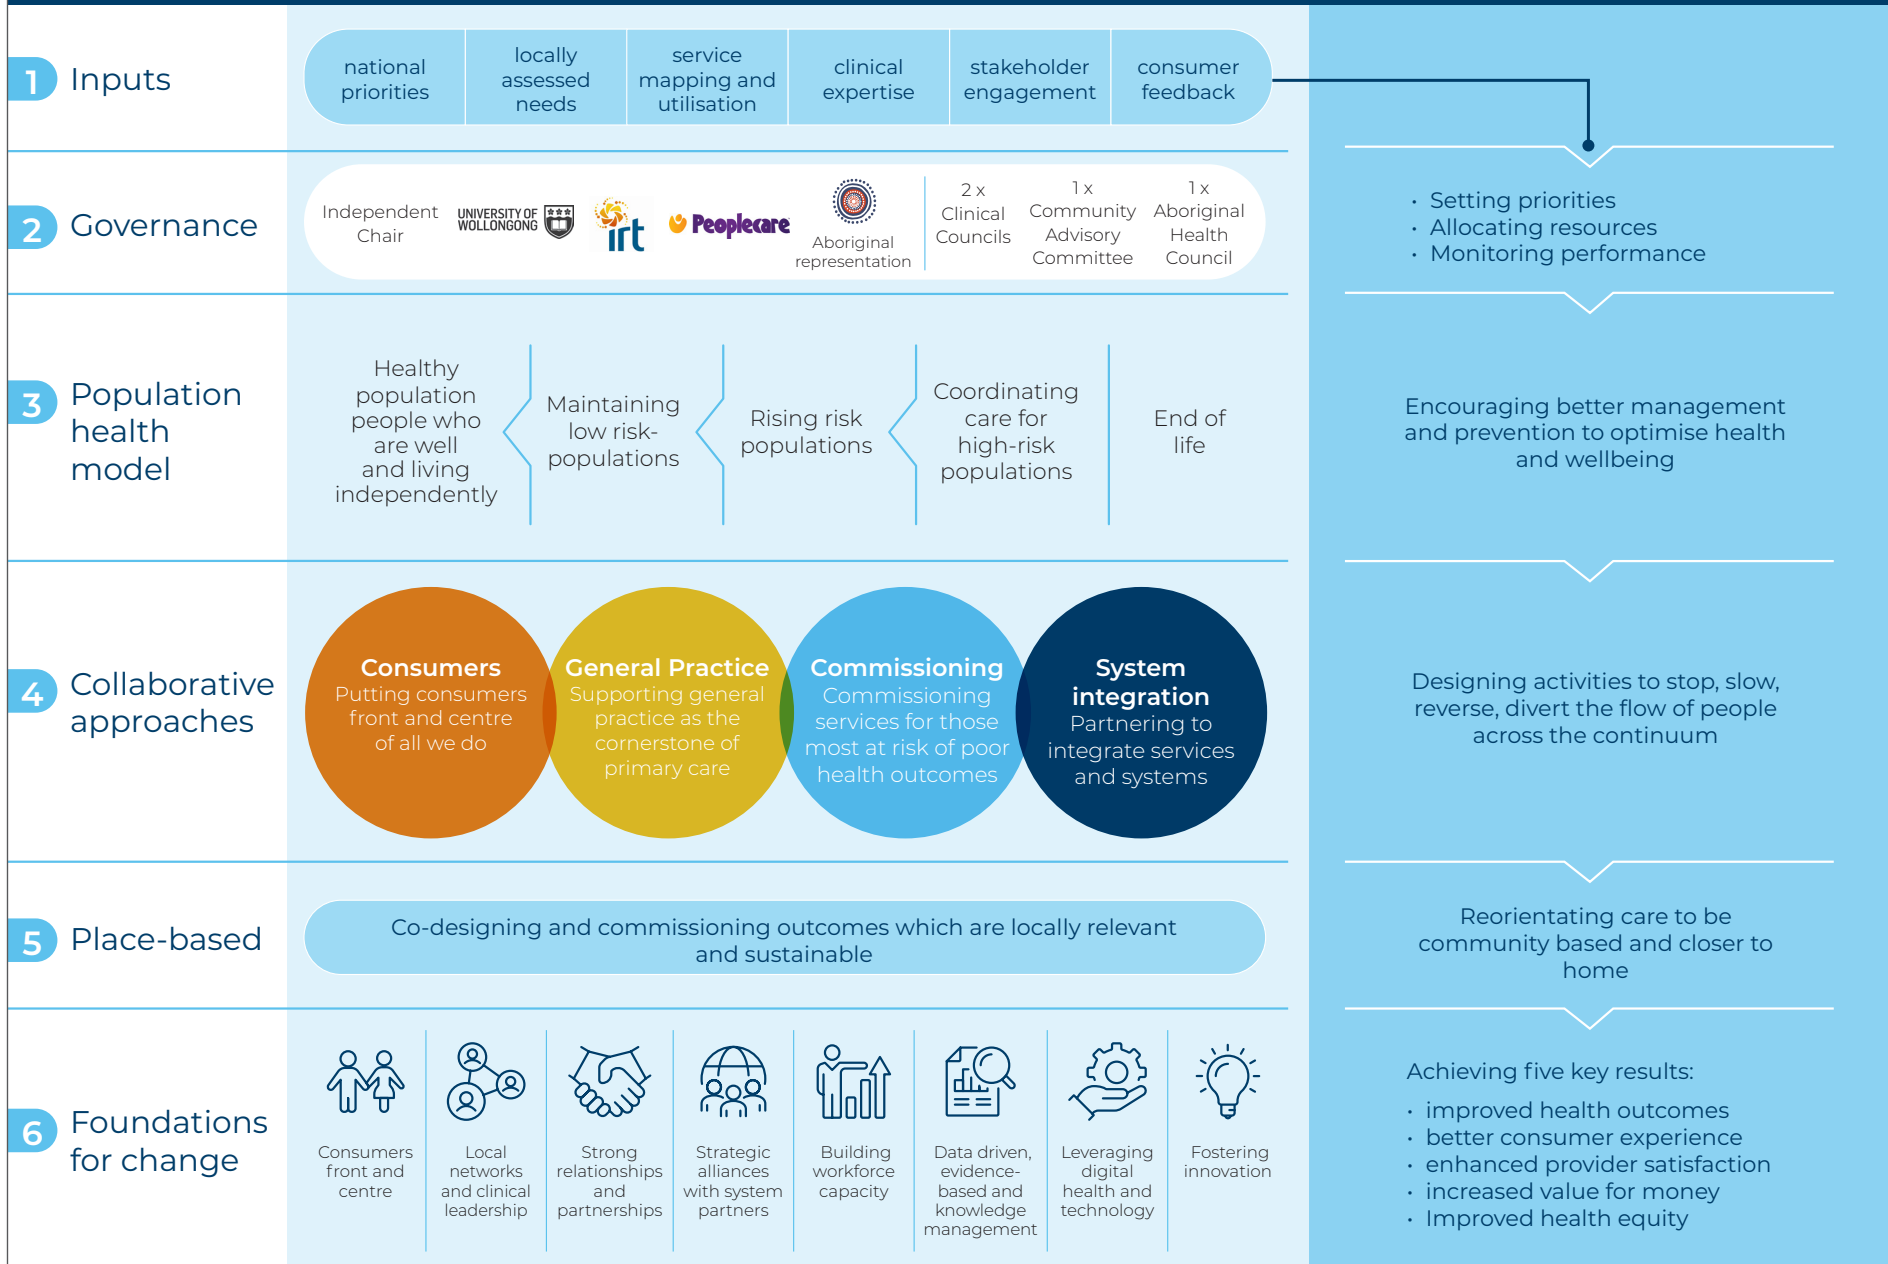 1 Inputs
national
priorities
locally
assessed
needs
service
mapping and
utilisation
clinical
expertise
stakeholder
engagement
consumer
feedback
2 Governance
Independent
Chair
UNIVERSITY OF
WOLLONGONG
irt
Peoplecare
Aboriginal
representation
2 x
Clinical
Councils
1 x
Community
Advisory
Committee
1 x
Aboriginal
Health
Council
· Setting priorities
· Allocating resources
· Monitoring performance
3 Population
health
model
Healthy
population
people who
are well
and living
independently
Maintaining
low risk-
populations
Rising risk
populations
Coordinating
care for
high-risk
populations
End of
life
Encouraging better management
and prevention to optimise health
and wellbeing
4 Collaborative
approaches
Consumers
Putting consumers
front and centre
of all we do
General Practice
Supporting general
practice as the
cornerstone of
primary care
Commissioning
Commissioning
services for those
most at risk of poor
health outcomes
System
integration
Partnering to
integrate services
and systems
Designing activities to stop, slow,
reverse, divert the flow of people
across the continuum
5 Place-based
Co-designing and commissioning outcomes which are locally relevant
and sustainable
Reorientating care to be
community based and closer to
home
6 Foundations
for change
Consumers
front and
centre
Local
networks
and clinical
leadership
Strong
relationships
and
partnerships
Strategic
alliances
with system
partners
Building
workforce
capacity
Data driven,
evidence-
based and
knowledge
management
Leveraging
digital
health and
technology
Fostering
innovation
Achieving five key results:
· improved health outcomes
· better consumer experience
· enhanced provider satisfaction
· increased value for money
· Improved health equity